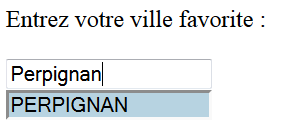 Entrez votre ville favorite :
Perpignan
PERPIGNAN